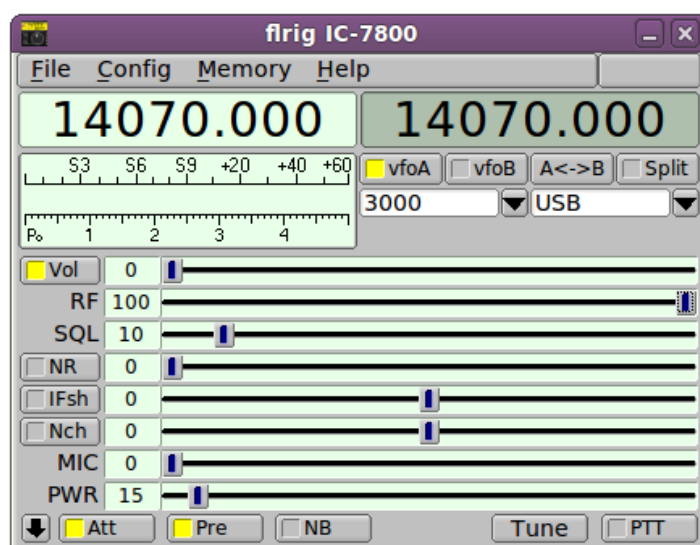 flrig IC-7800
File Config Memory Help
14070.000 14070.000
S3 S6 S9 +20 +40 +60
vfoA vfoB A<->B Split
3000 USB
Po 1 2 3 4
Vol 0
RF 100
SQL 10
NR 0
IFsh 0
Nch 0
MIC 0
PWR 15
Att Pre NB Tune PTT